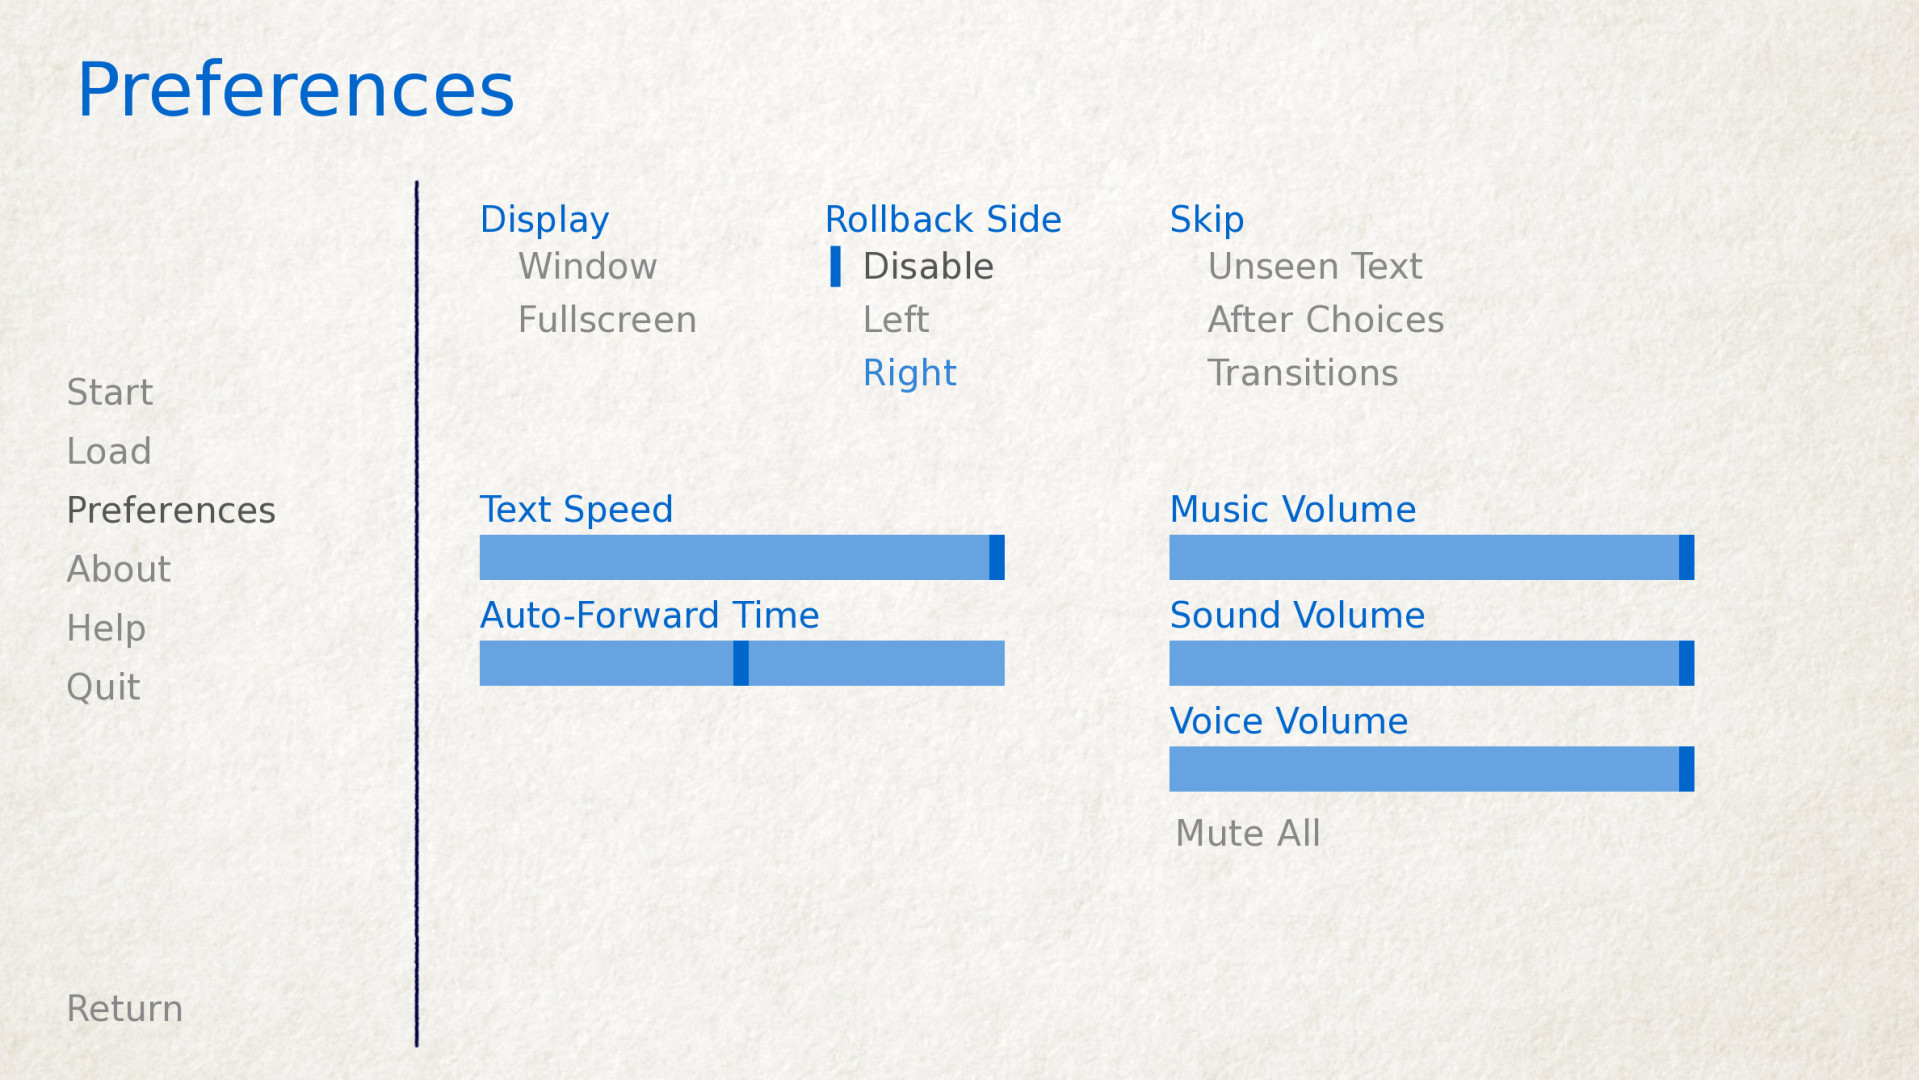 Preferences
Start
Load
Preferences
About
Help
Quit
Return
Display
Window
Fullscreen
Rollback Side
Disable
Left
Right
Skip
Unseen Text
After Choices
Transitions
Text Speed
Auto-Forward Time
Music Volume
Sound Volume
Voice Volume
Mute All